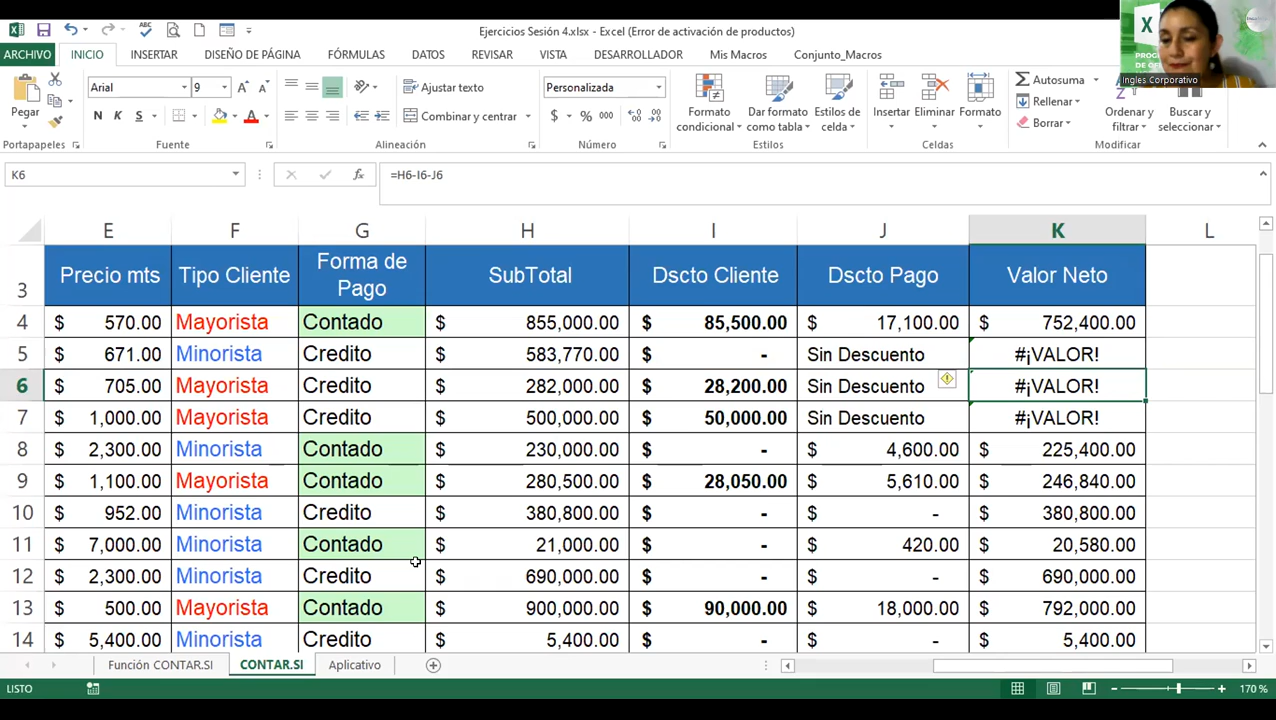 Ejercicios Sesión 4.xlsx - Excel (Error de activación de productos)
ARCHIVO INICIO INSERTAR DISEÑO DE PÁGINA FÓRMULAS DATOS REVISAR VISTA DESARROLLADOR Mis Macros Conjunto_Macros
Ingles Corporativo
Pegar
Arial 9
N K S
Ajustar texto
Combinar y centrar
Personalizada
$ % 000
Formato condicional
Dar formato como tabla
Estilos de celda
Insertar Eliminar Formato
Autosuma
Rellenar
Borrar
Ordenar y filtrar
Buscar y seleccionar
Portapapeles Fuente Alineación Número Estilos Celdas Modificar
K6 fx =H6-I6-J6
E F G H I J K L
3 Precio mts Tipo Cliente Forma de Pago SubTotal Dscto Cliente Dscto Pago Valor Neto
4 $ 570.00 Mayorista Contado $ 855,000.00 $ 85,500.00 $ 17,100.00 $ 752,400.00
5 $ 671.00 Minorista Credito $ 583,770.00 $ - Sin Descuento #¡VALOR!
6 $ 705.00 Mayorista Credito $ 282,000.00 $ 28,200.00 Sin Descuento #¡VALOR!
7 $ 1,000.00 Mayorista Credito $ 500,000.00 $ 50,000.00 Sin Descuento #¡VALOR!
8 $ 2,300.00 Minorista Contado $ 230,000.00 $ - $ 4,600.00 $ 225,400.00
9 $ 1,100.00 Mayorista Contado $ 280,500.00 $ 28,050.00 $ 5,610.00 $ 246,840.00
10 $ 952.00 Minorista Credito $ 380,800.00 $ - $ - $ 380,800.00
11 $ 7,000.00 Minorista Contado $ 21,000.00 $ - $ 420.00 $ 20,580.00
12 $ 2,300.00 Minorista Credito $ 690,000.00 $ - $ - $ 690,000.00
13 $ 500.00 Mayorista Contado $ 900,000.00 $ 90,000.00 $ 18,000.00 $ 792,000.00
14 $ 5,400.00 Minorista Credito $ 5,400.00 $ - $ - $ 5,400.00
Función CONTAR.SI CONTAR.SI Aplicativo
LISTO 170 %